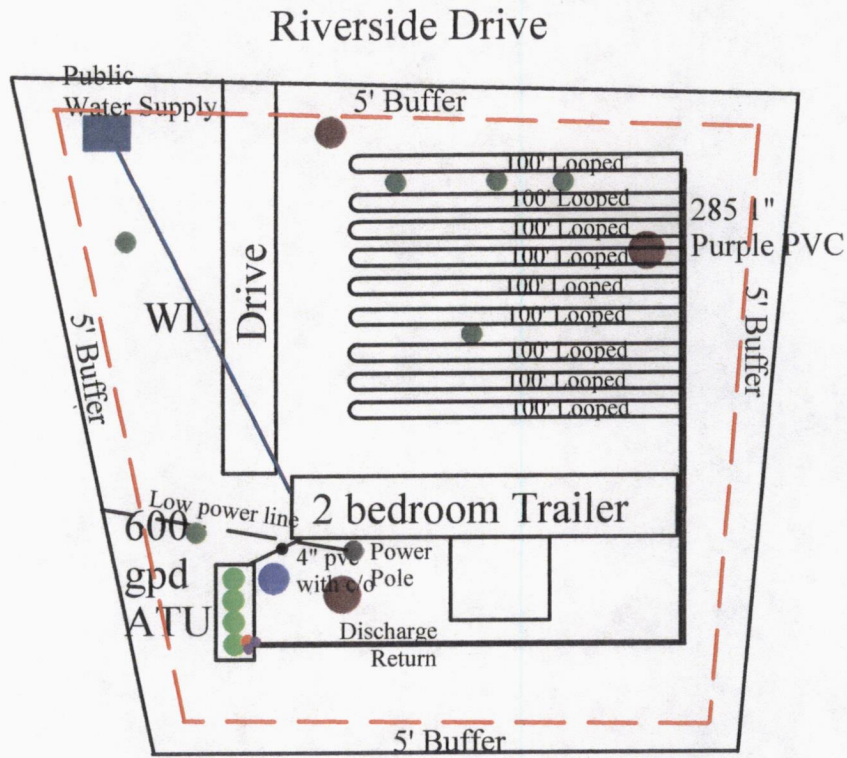 Riverside Drive
Public
Water Supply
5' Buffer
100' Looped
100' Looped
100' Looped
100' Looped
100' Looped
100' Looped
100' Looped
100' Looped
100' Looped
285 1"
Purple PVC
WL
Drive
5' Buffer
5' Buffer
Low power line
2 bedroom Trailer
600
gpd
ATU
4" pvc
with c/o
Power
Pole
Discharge
Return
5' Buffer